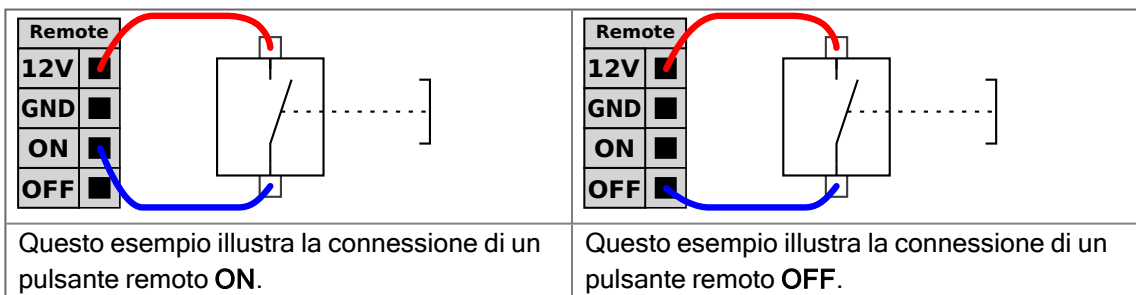 Remote
12V
GND
ON
OFF
Questo esempio illustra la connessione di un
pulsante remoto ON.
Remote
12V
GND
ON
OFF
Questo esempio illustra la connessione di un
pulsante remoto OFF.